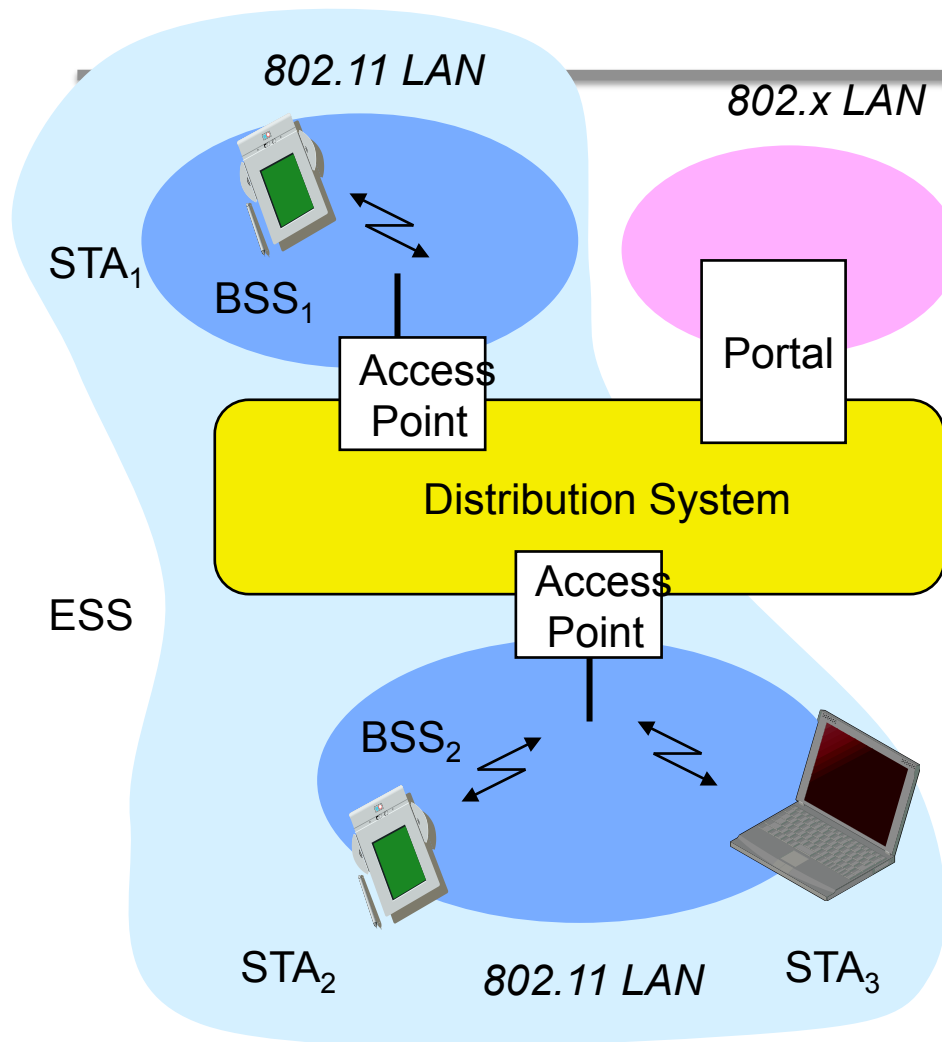 802.11 LAN
802.x LAN
STA₁
BSS₁
Access
Point
Portal
Distribution System
Access
Point
ESS
BSS₂
STA₂
802.11 LAN
STA₃